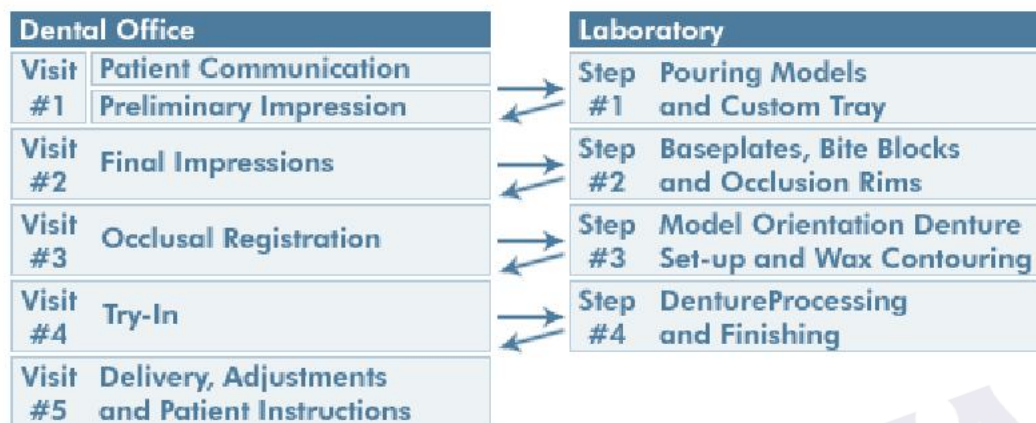 Dental Office
Visit #1
Patient Communication
Preliminary Impression
Visit #2
Final Impressions
Visit #3
Occlusal Registration
Visit #4
Try-In
Visit #5
Delivery, Adjustments
and Patient Instructions
Laboratory
Step #1
Pouring Models
and Custom Tray
Step #2
Baseplates, Bite Blocks
and Occlusion Rims
Step #3
Model Orientation Denture
Set-up and Wax Contouring
Step #4
DentureProcessing
and Finishing